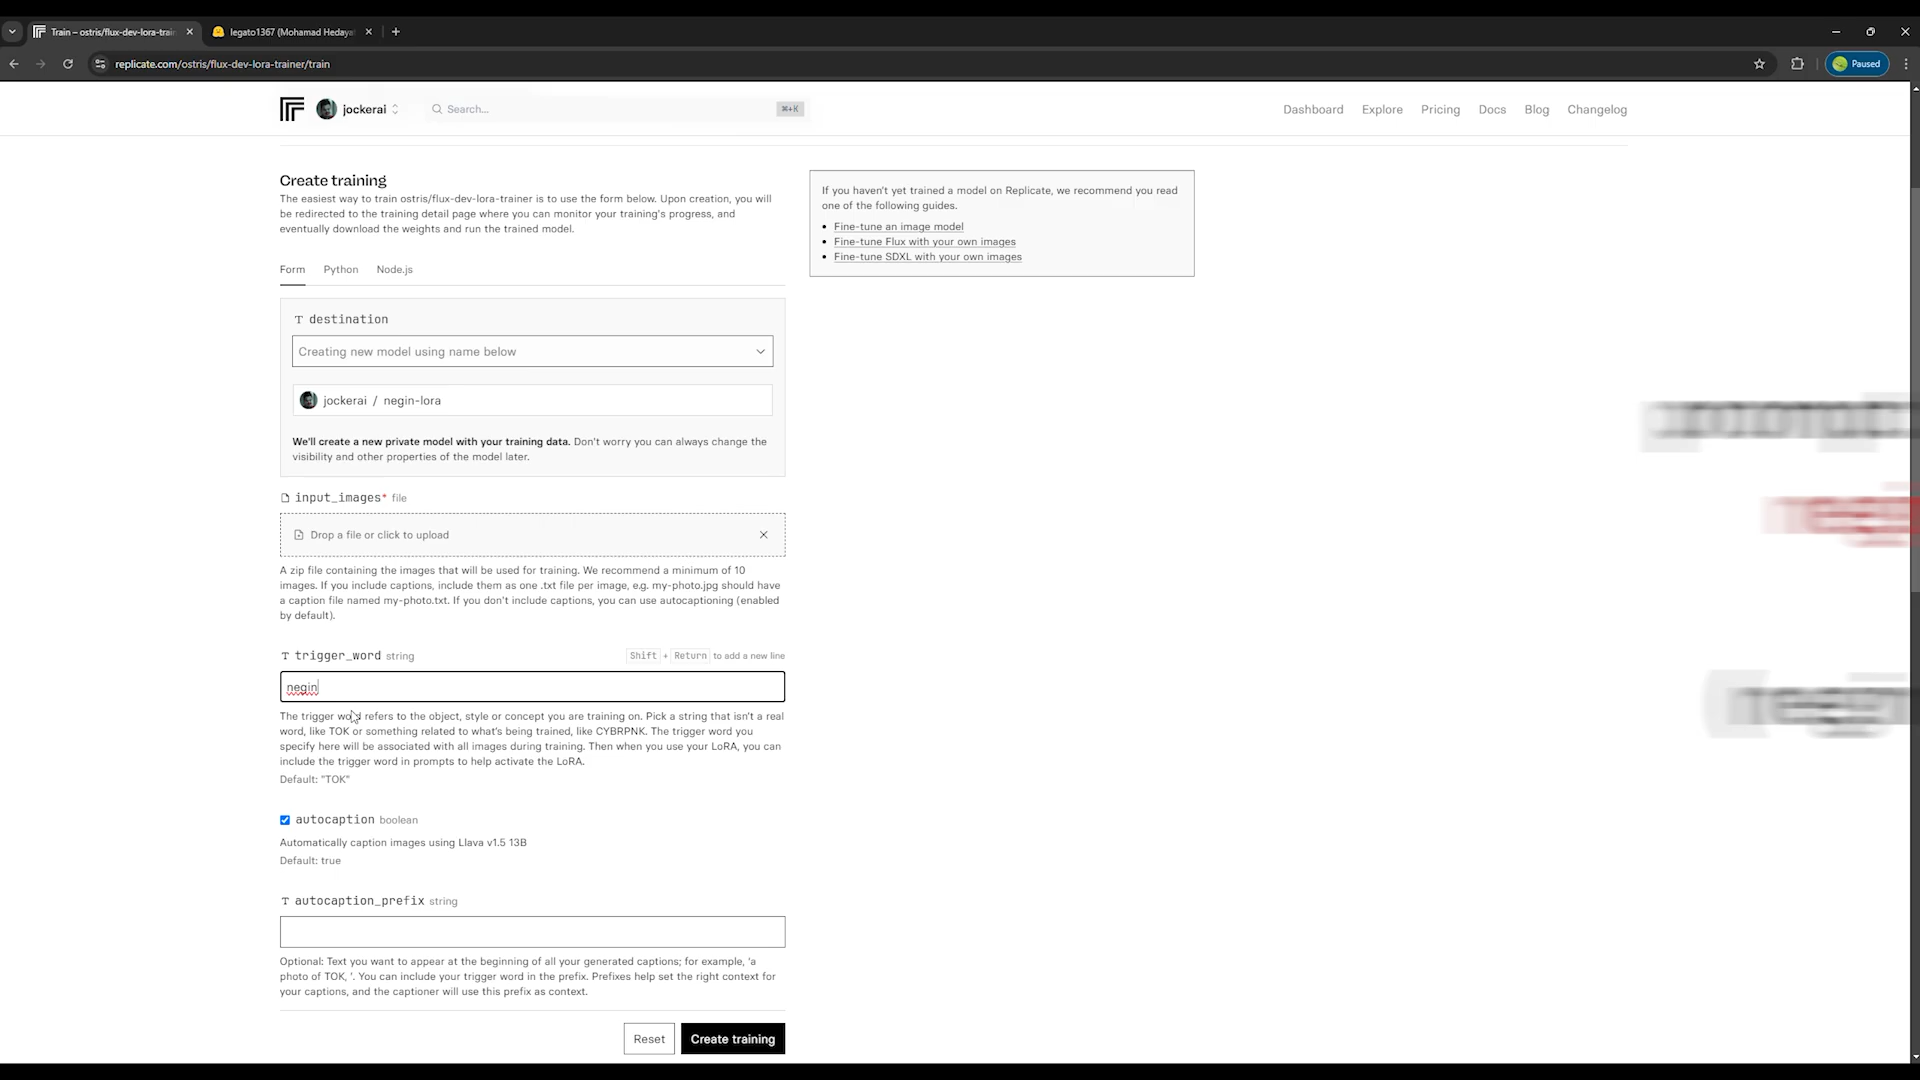 Train – ostris/flux-dev-lora-train
legato1367 (Mohamad Hedaya
replicate.com/ostris/flux-dev-lora-trainer/train
Paused
jockerai
Search...
⌘+K
Dashboard
Explore
Pricing
Docs
Blog
Changelog
Create training
The easiest way to train ostris/flux-dev-lora-trainer is to use the form below. Upon creation, you will
be redirected to the training detail page where you can monitor your training's progress, and
eventually download the weights and run the trained model.
If you haven't yet trained a model on Replicate, we recommend you read
one of the following guides.
• Fine-tune an image model
• Fine-tune Flux with your own images
• Fine-tune SDXL with your own images
Form
Python
Node.js
T destination
Creating new model using name below
jockerai / negin-lora
We'll create a new private model with your training data. Don't worry you can always change the
visibility and other properties of the model later.
input_images* file
Drop a file or click to upload
A zip file containing the images that will be used for training. We recommend a minimum of 10
images. If you include captions, include them as one .txt file per image, e.g. my-photo.jpg should have
a caption file named my-photo.txt. If you don't include captions, you can use autocaptioning (enabled
by default).
T trigger_word string
Shift + Return to add a new line
negin
The trigger word refers to the object, style or concept you are training on. Pick a string that isn't a real
word, like TOK or something related to what's being trained, like CYBRPNK. The trigger word you
specify here will be associated with all images during training. Then when you use your LoRA, you can
include the trigger word in prompts to help activate the LoRA.
Default: "TOK"
autocaption boolean
Automatically caption images using Llava v1.5 13B
Default: true
T autocaption_prefix string
Optional: Text you want to appear at the beginning of all your generated captions; for example, 'a
photo of TOK, '. You can include your trigger word in the prefix. Prefixes help set the right context for
your captions, and the captioner will use this prefix as context.
Reset
Create training